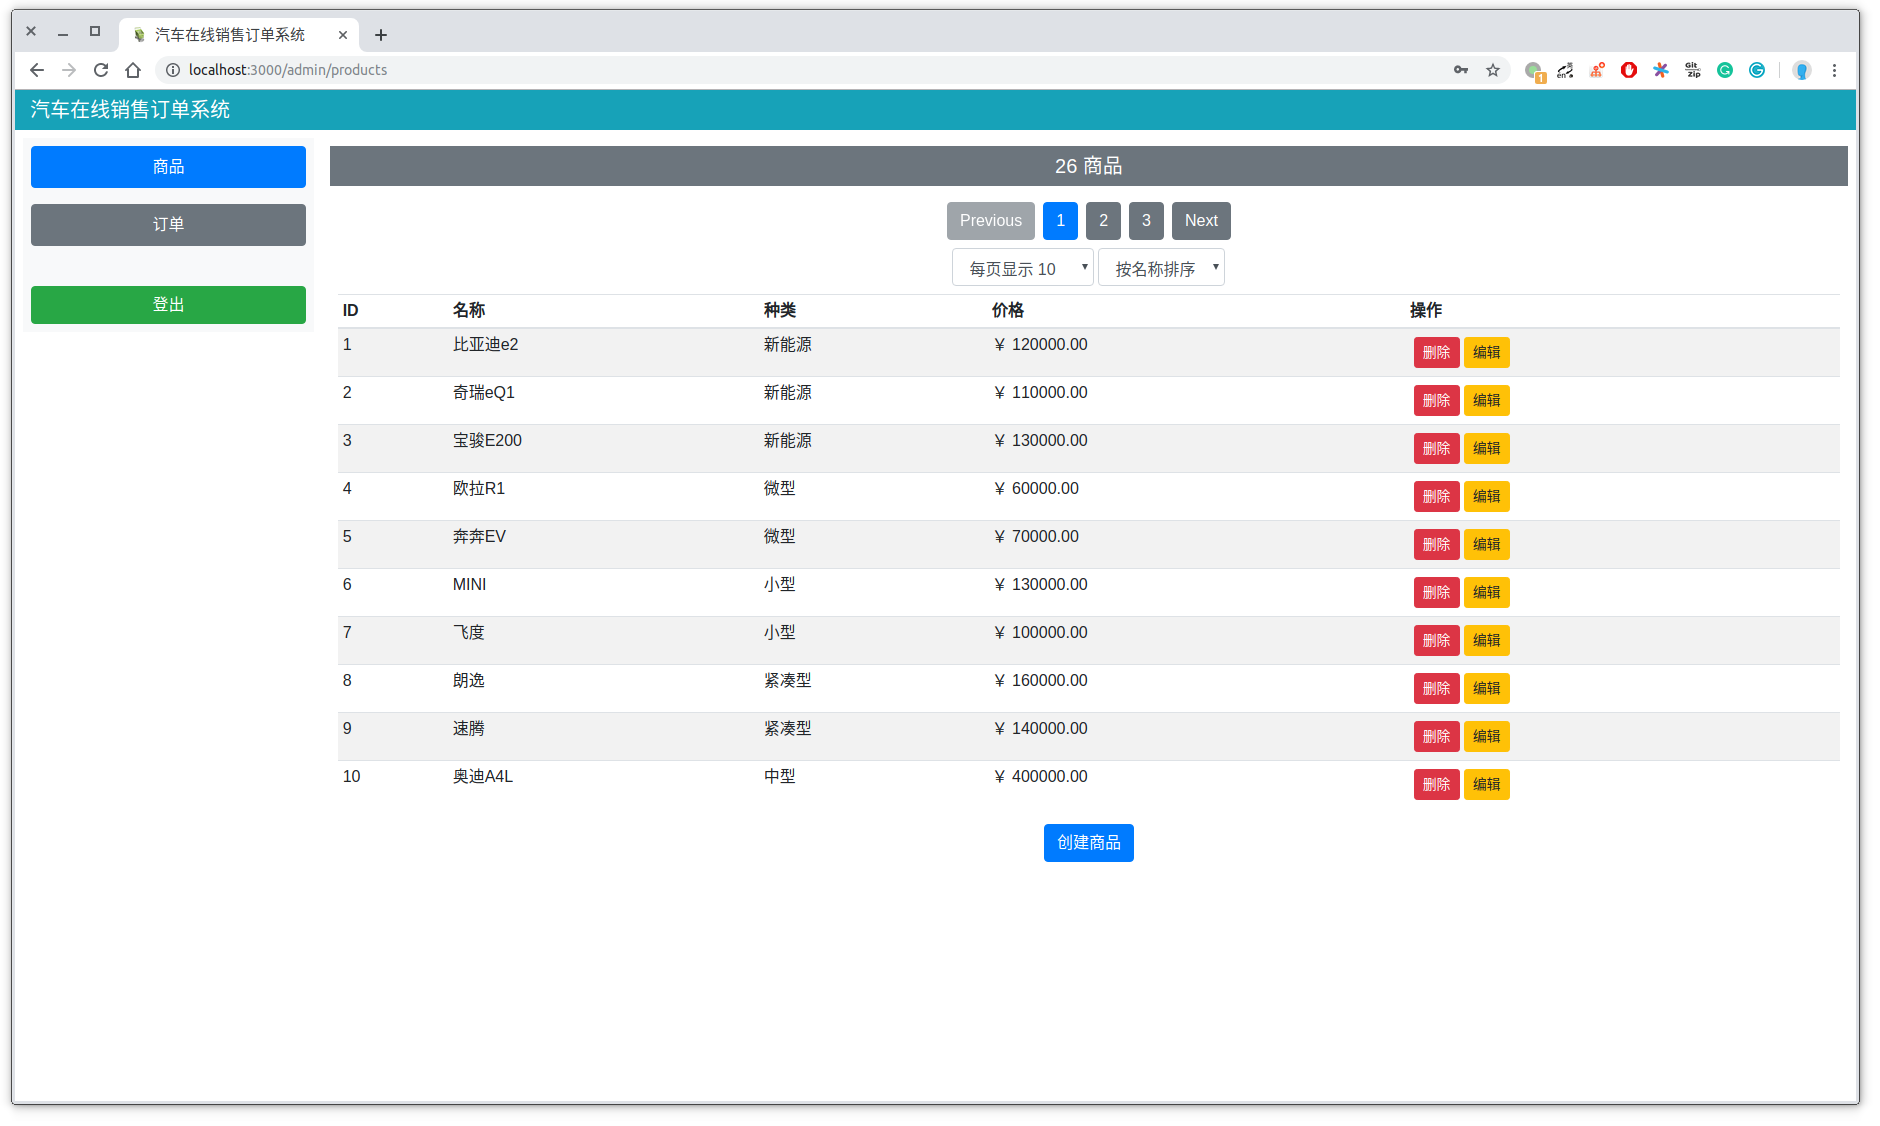 汽车在线销售订单系统
localhost:3000/admin/products
汽车在线销售订单系统
商品
订单
登出
26 商品
Previous 1 2 3 Next
每页显示 10 按名称排序
ID 名称 种类 价格 操作
1 比亚迪e2 新能源 ¥ 120000.00 删除 编辑
2 奇瑞eQ1 新能源 ¥ 110000.00 删除 编辑
3 宝骏E200 新能源 ¥ 130000.00 删除 编辑
4 欧拉R1 微型 ¥ 60000.00 删除 编辑
5 奔奔EV 微型 ¥ 70000.00 删除 编辑
6 MINI 小型 ¥ 130000.00 删除 编辑
7 飞度 小型 ¥ 100000.00 删除 编辑
8 朗逸 紧凑型 ¥ 160000.00 删除 编辑
9 速腾 紧凑型 ¥ 140000.00 删除 编辑
10 奥迪A4L 中型 ¥ 400000.00 删除 编辑
创建商品